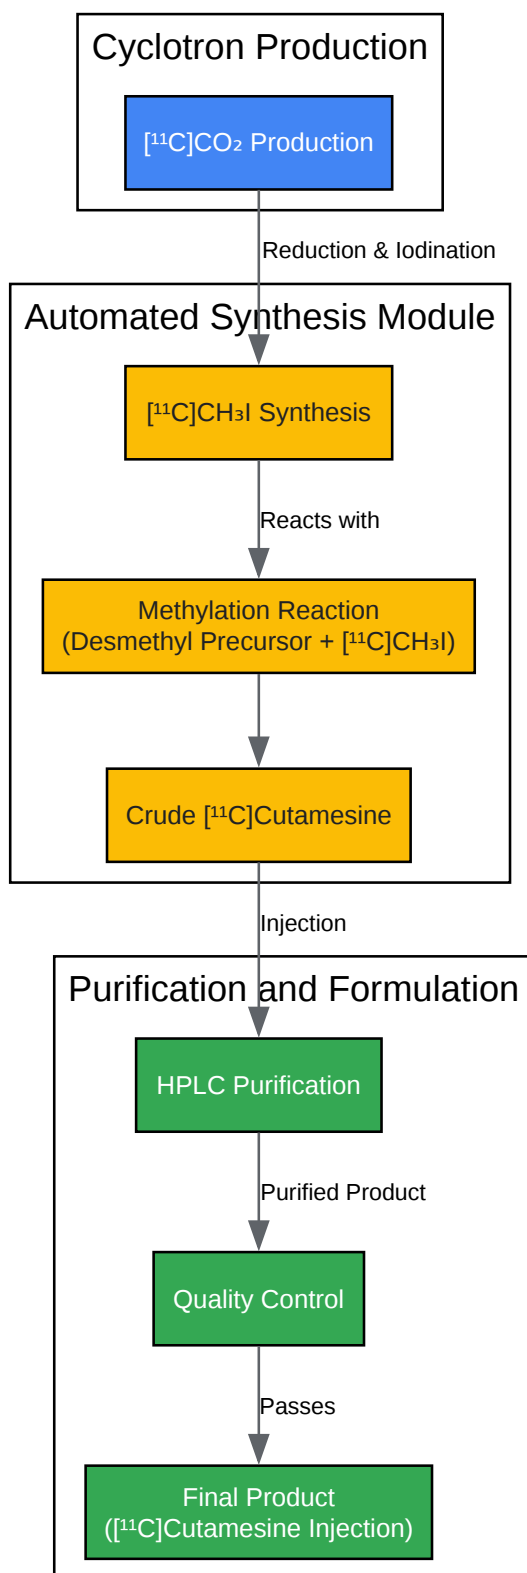 Cyclotron Production
[¹¹C]CO₂ Production
Reduction & Iodination
Automated Synthesis Module
[¹¹C]CH₃I Synthesis
Reacts with
Methylation Reaction
(Desmethyl Precursor + [¹¹C]CH₃I)
Crude [¹¹C]Cutamesine
Injection
Purification and Formulation
HPLC Purification
Purified Product
Quality Control
Passes
Final Product
([¹¹C]Cutamesine Injection)